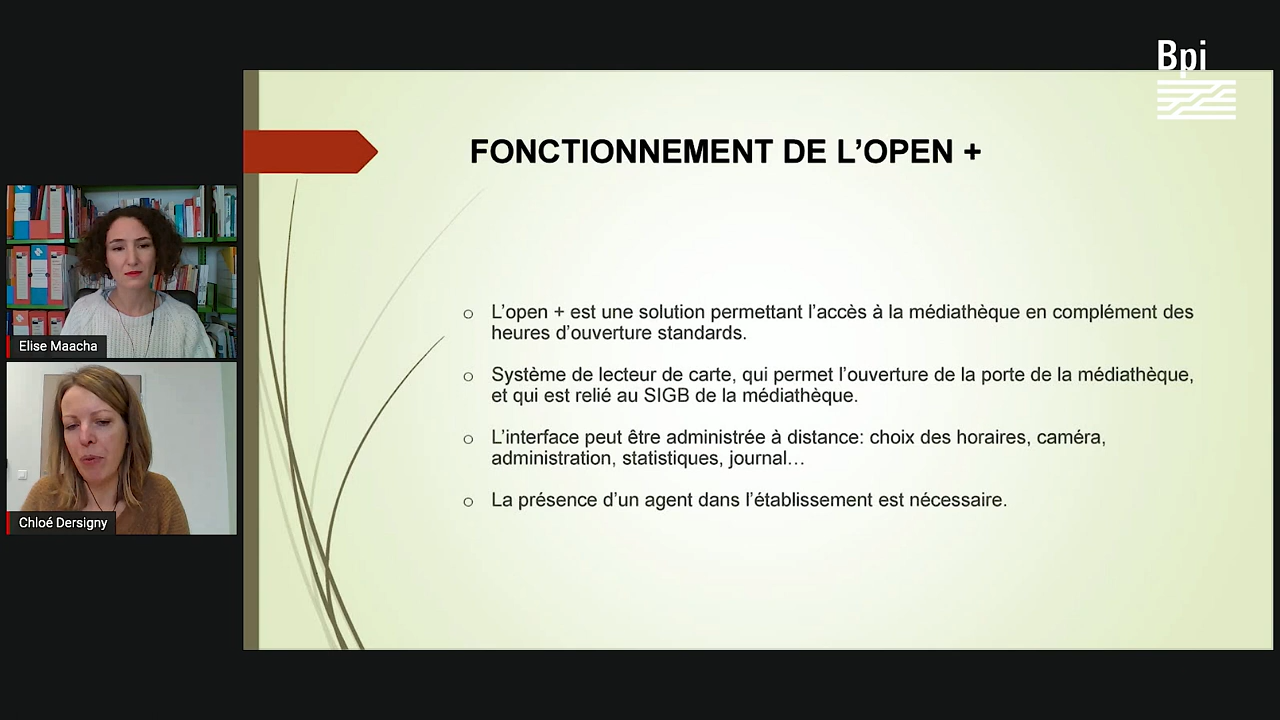 Bpi
FONCTIONNEMENT DE L’OPEN +
L’open + est une solution permettant l’accès à la médiathèque en complément des
heures d’ouverture standards.
Système de lecteur de carte, qui permet l’ouverture de la porte de la médiathèque,
et qui est relié au SIGB de la médiathèque.
L’interface peut être administrée à distance: choix des horaires, caméra,
administration, statistiques, journal…
La présence d’un agent dans l’établissement est nécessaire.
Elise Maacha
Chloé Dersigny